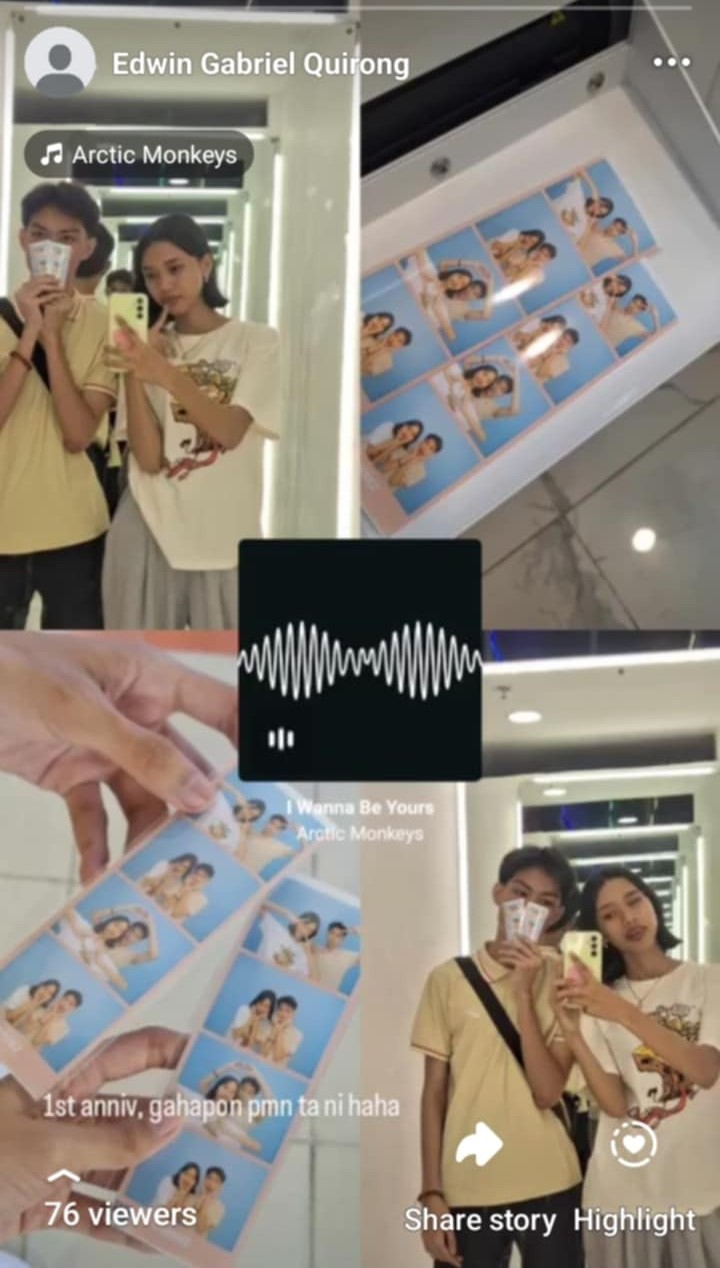 Edwin Gabriel Quirong
Arctic Monkeys
I Wanna Be Yours
Arctic Monkeys
1st anniv, gahapon pmn ta ni haha
76 viewers
Share story
Highlight